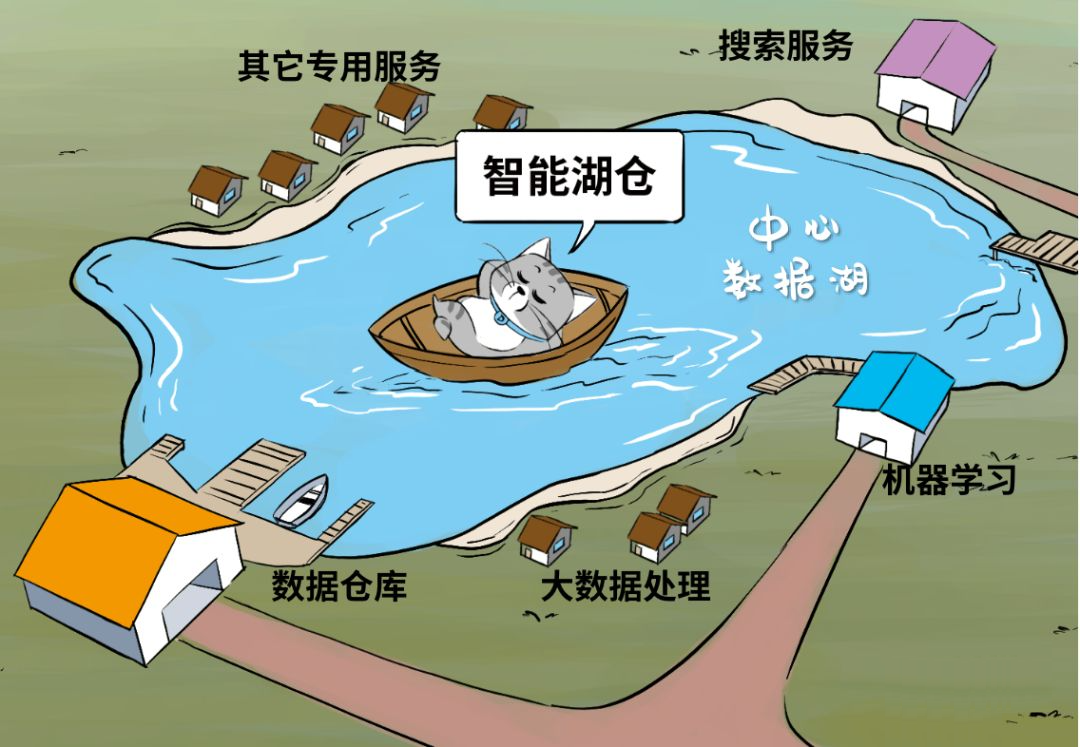 其它专用服务
搜索服务
智能湖仓
中心
数据湖
机器学习
数据仓库
大数据处理